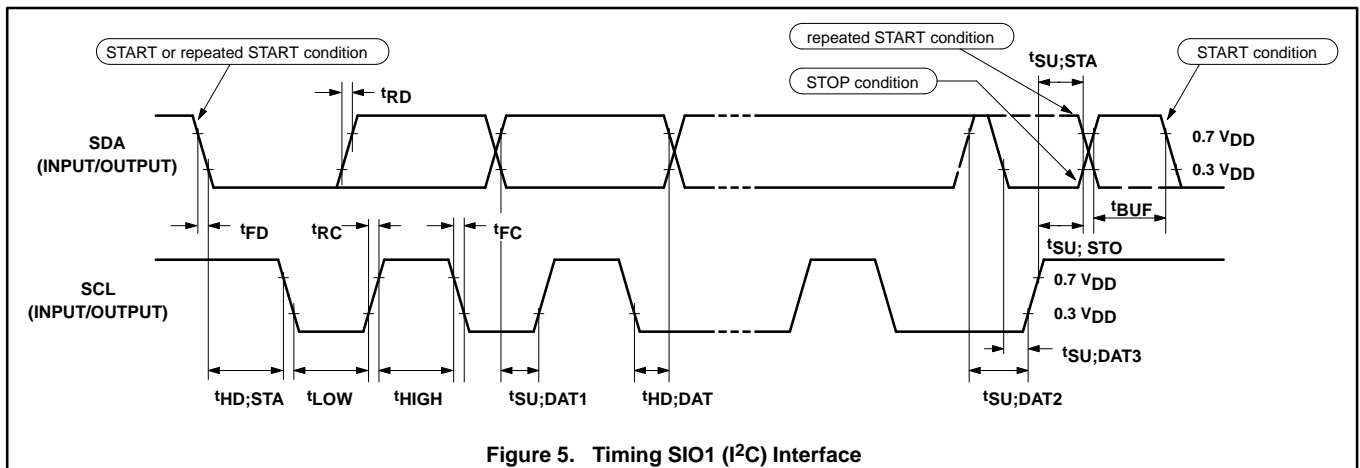 START or repeated START condition
repeated START condition
tSU;STA
START condition
STOP condition
tRD
SDA
(INPUT/OUTPUT)
0.7 VDD
0.3 VDD
tBUF
tFD
tRC
tFC
tSU; STO
SCL
(INPUT/OUTPUT)
0.7 VDD
0.3 VDD
tSU;DAT3
tHD;STA
tLOW
tHIGH
tSU;DAT1
tHD;DAT
tSU;DAT2
Figure 5. Timing SIO1 (I2C) Interface